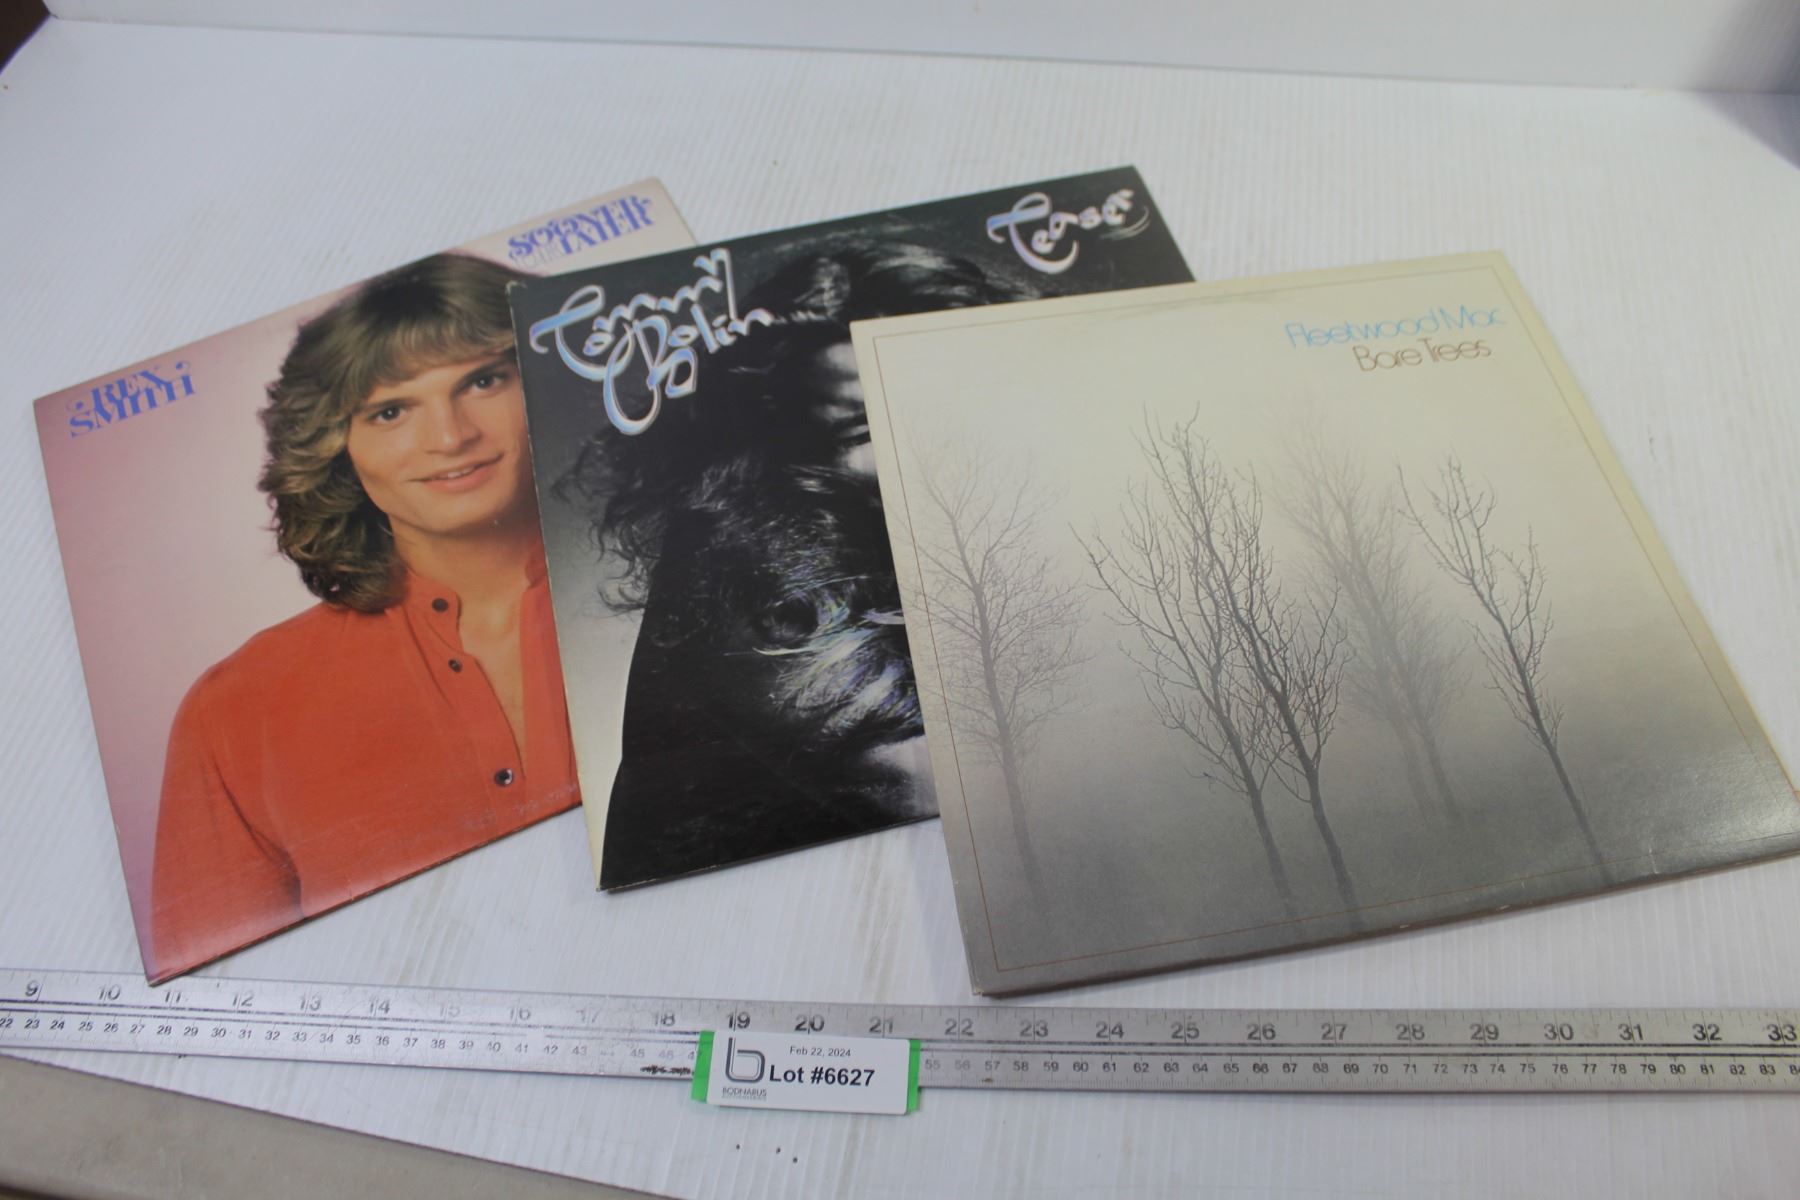 REX
SMITH
SOONER
OR LATER
Tommy
Bolin
Teaser
Fleetwood Mac
Bare Trees
9 10 11 12 13 14 15 16 17 18 19 20 21 22 23 24 25 26 27 28 29 30 31 32 33
22 23 24 25 26 27 28 29 30 31 32 33 34 35 36 37 38 39 40 41 42 43 45 46 55 56 57 58 59 60 61 62 63 64 65 66 67 68 69 70 71 72 73 74 75 76 77 78 79 80 81 82 83
Feb 22, 2024
Lot #6627
BODNARUS